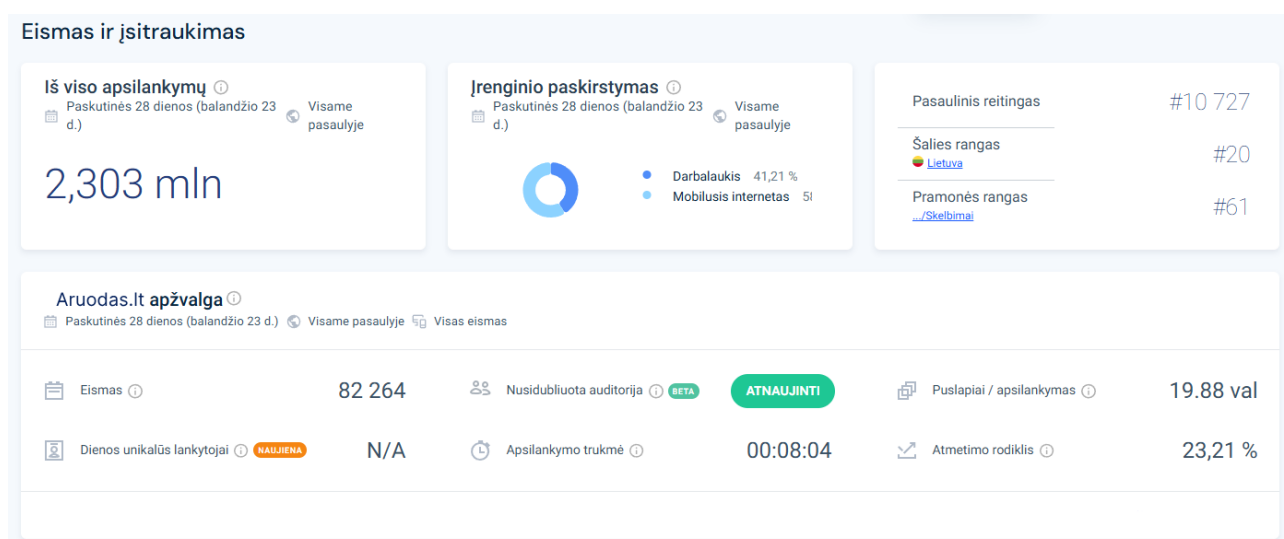 Eismas ir įsitraukimas
Iš viso apsilankymų
Paskutinės 28 dienos (balandžio 23 d.)
Visame pasaulyje
2,303 mln
Įrenginio paskirstymas
Paskutinės 28 dienos (balandžio 23 d.)
Visame pasaulyje
Darbalaukis 41,21 %
Mobilusis internetas
Pasaulinis reitingas #10 727
Šalies rangas #20
Lietuva
Pramonės rangas #61
.../Skelbimai
Aruodas.lt apžvalga
Paskutinės 28 dienos (balandžio 23 d.) Visame pasaulyje Visas eismas
Eismas 82 264
Nusidubliuota auditorija BETA ATNAUJINTI
Puslapiai / apsilankymas 19.88 val
Dienos unikalūs lankytojai NAUJIENA N/A
Apsilankymo trukmė 00:08:04
Atmetimo rodiklis 23,21 %